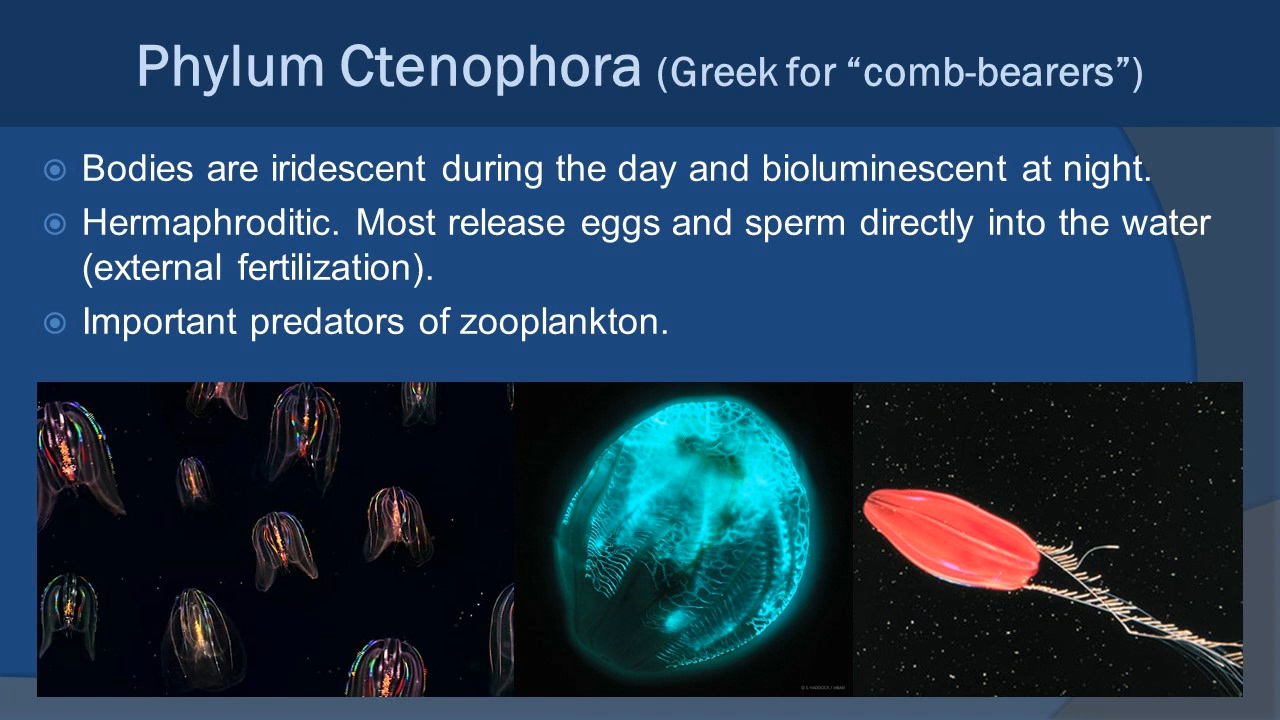 Phylum Ctenophora (Greek for “comb-bearers”)
Bodies are iridescent during the day and bioluminescent at night.
Hermaphroditic. Most release eggs and sperm directly into the water
(external fertilization).
Important predators of zooplankton.